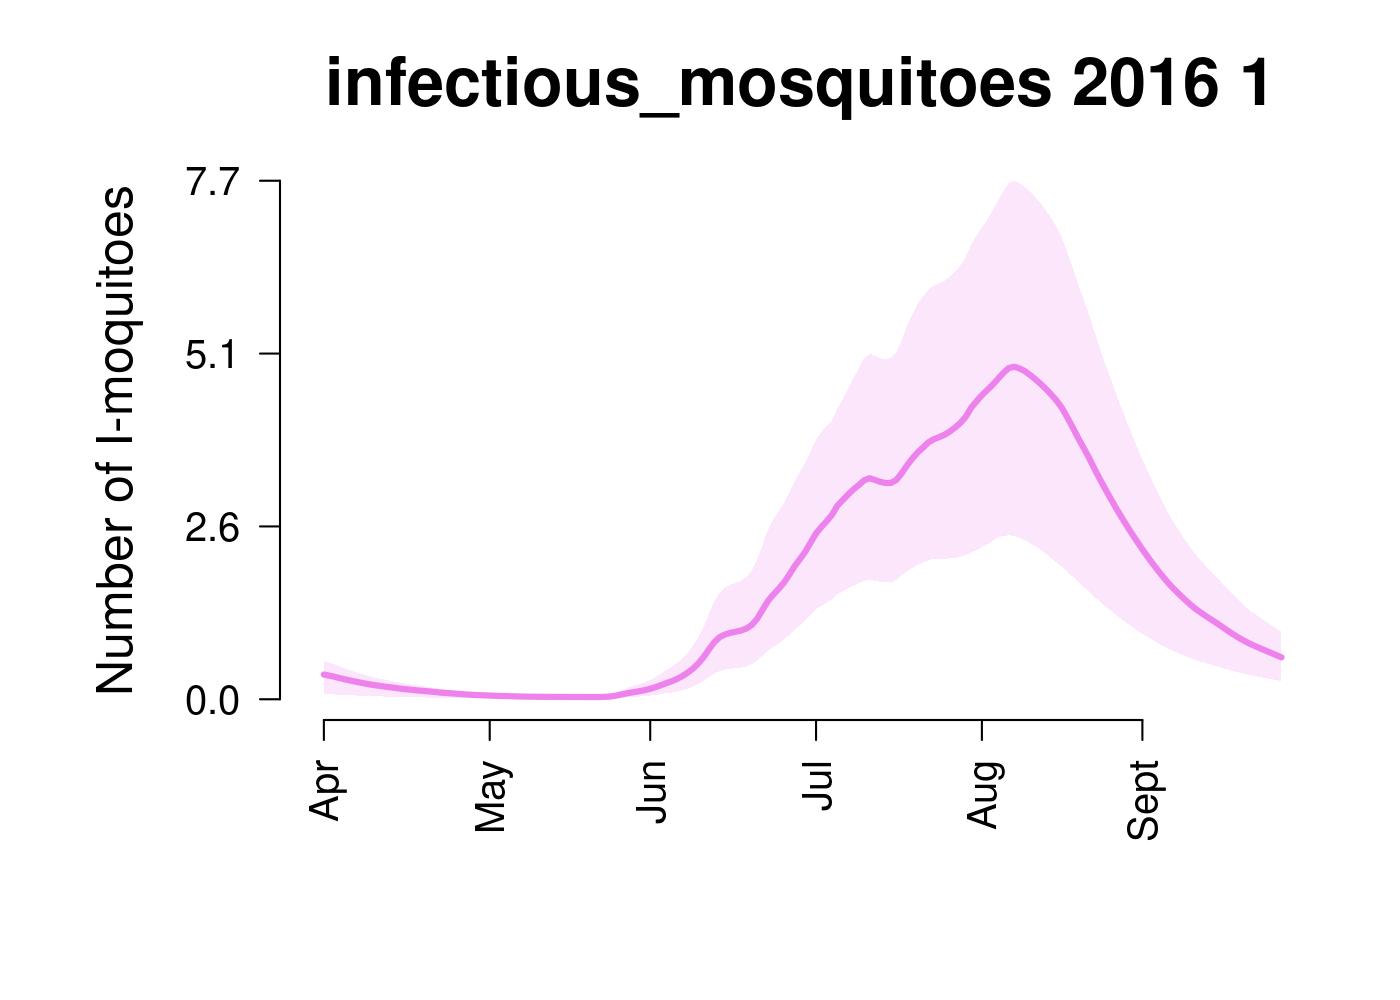 infectious_mosquitoes 2016 1
Number of I-moquitoes
7.7
5.1
2.6
0.0
Apr
May
Jun
Jul
Aug
Sept